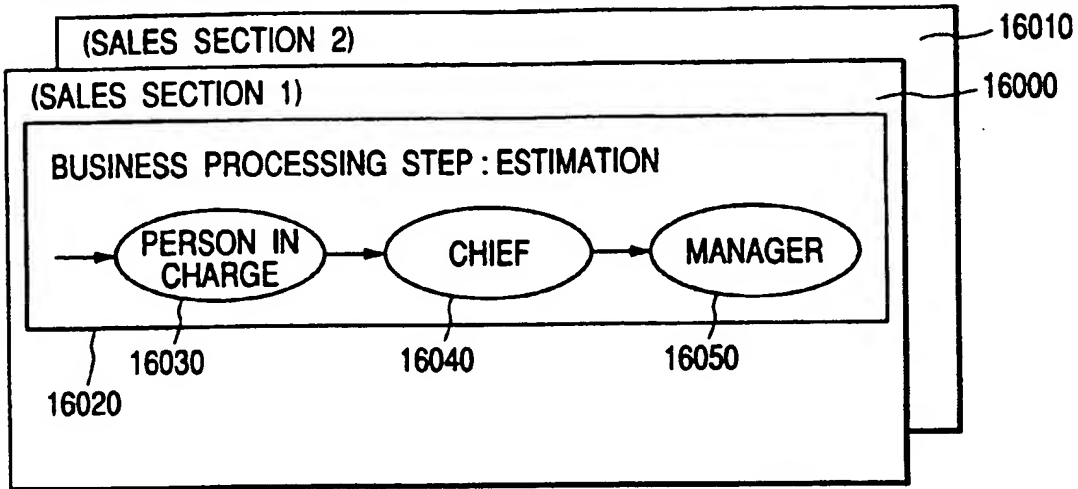 (SALES SECTION 2)
16010
(SALES SECTION 1)
16000
BUSINESS PROCESSING STEP : ESTIMATION
PERSON IN
CHARGE
CHIEF
MANAGER
16030
16040
16050
16020